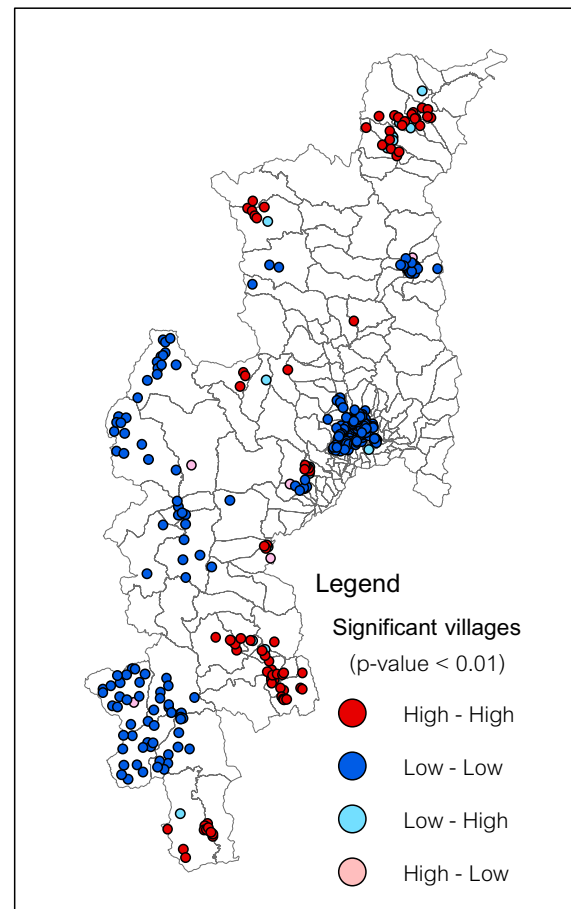 Legend
Significant villages
(p-value < 0.01)
High - High
Low - Low
Low - High
High - Low